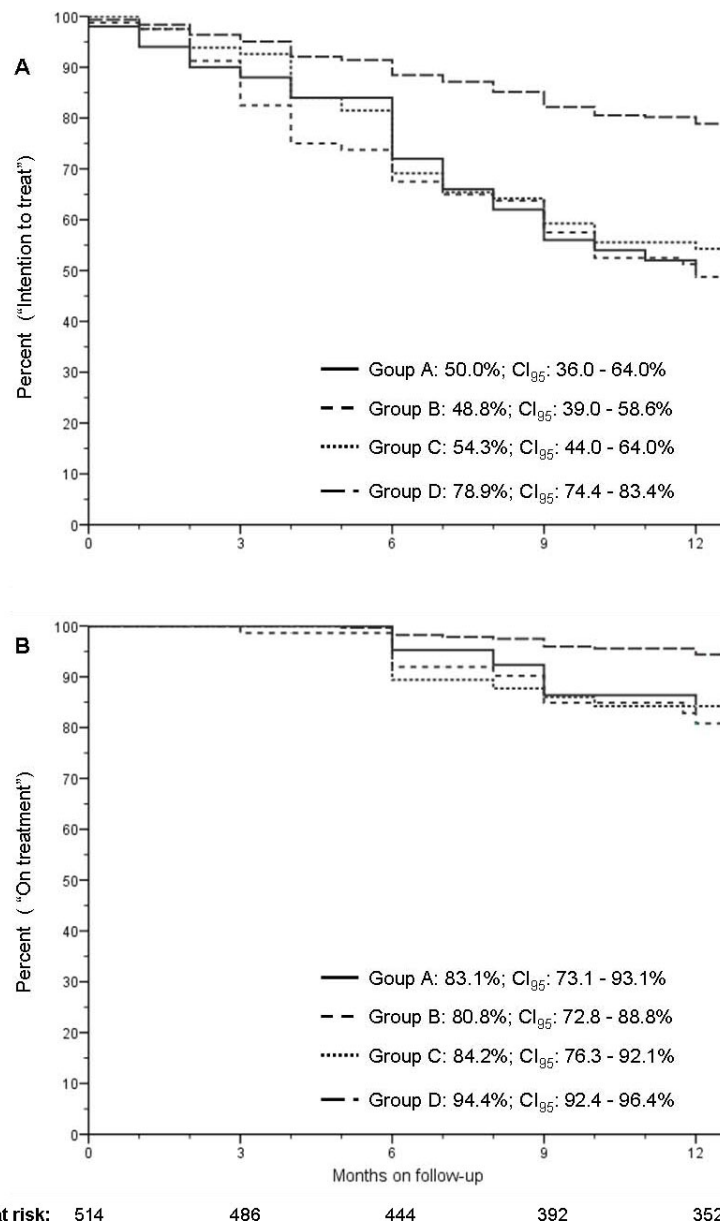 A
Percent ("Intention to treat")
100
90
80
70
60
50
40
30
20
10
0
Goup A: 50.0%; CI95: 36.0 - 64.0%
Group B: 48.8%; CI95: 39.0 - 58.6%
Group C: 54.3%; CI95: 44.0 - 64.0%
Group D: 78.9%; CI95: 74.4 - 83.4%
0 3 6 9 12
B
Percent ( "On treatment")
100
90
80
70
60
50
40
30
20
10
0
Goup A: 83.1%; CI95: 73.1 - 93.1%
Group B: 80.8%; CI95: 72.8 - 88.8%
Group C: 84.2%; CI95: 76.3 - 92.1%
Group D: 94.4%; CI95: 92.4 - 96.4%
0 3 6 9 12
Months on follow-up
at risk: 514 486 444 392 352